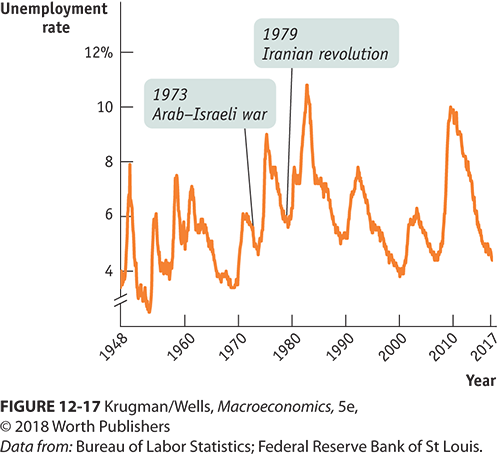 Unemployment
rate
12%
10
8
6
4
1979
Iranian revolution
1973
Arab–Israeli war
1948
1960
1970
1980
1990
2000
2010
2017
Year
FIGURE 12-17 Krugman/Wells, Macroeconomics, 5e,
© 2018 Worth Publishers
Data from: Bureau of Labor Statistics; Federal Reserve Bank of St Louis.